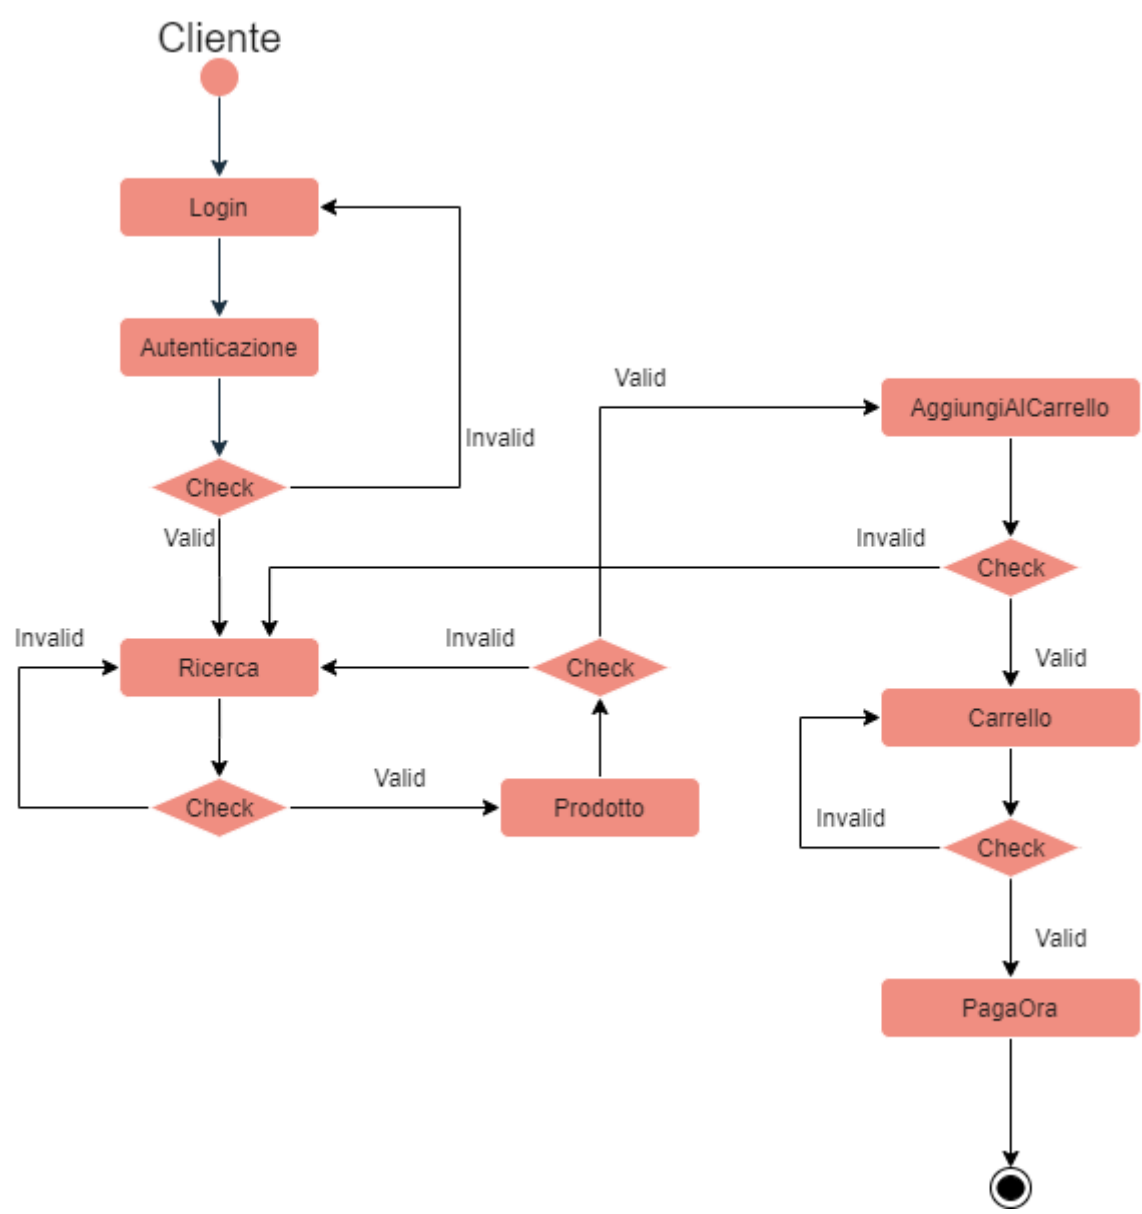 Cliente
Login
Autenticazione
Check
Invalid
Valid
Ricerca
Invalid
Check
Valid
Prodotto
Check
Invalid
Valid
AggiungiAlCarrello
Check
Invalid
Valid
Carrello
Check
Invalid
Valid
PagaOra